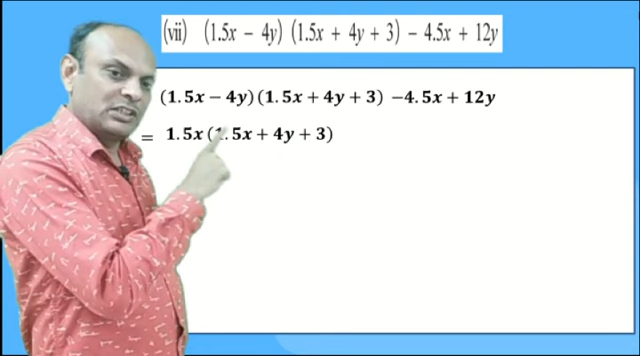 (vii) (1.5x − 4y) (1.5x + 4y + 3) − 4.5x + 12y
(1.5x − 4y)(1.5x + 4y + 3) −4.5x + 12y
= 1.5x(1.5x + 4y + 3)